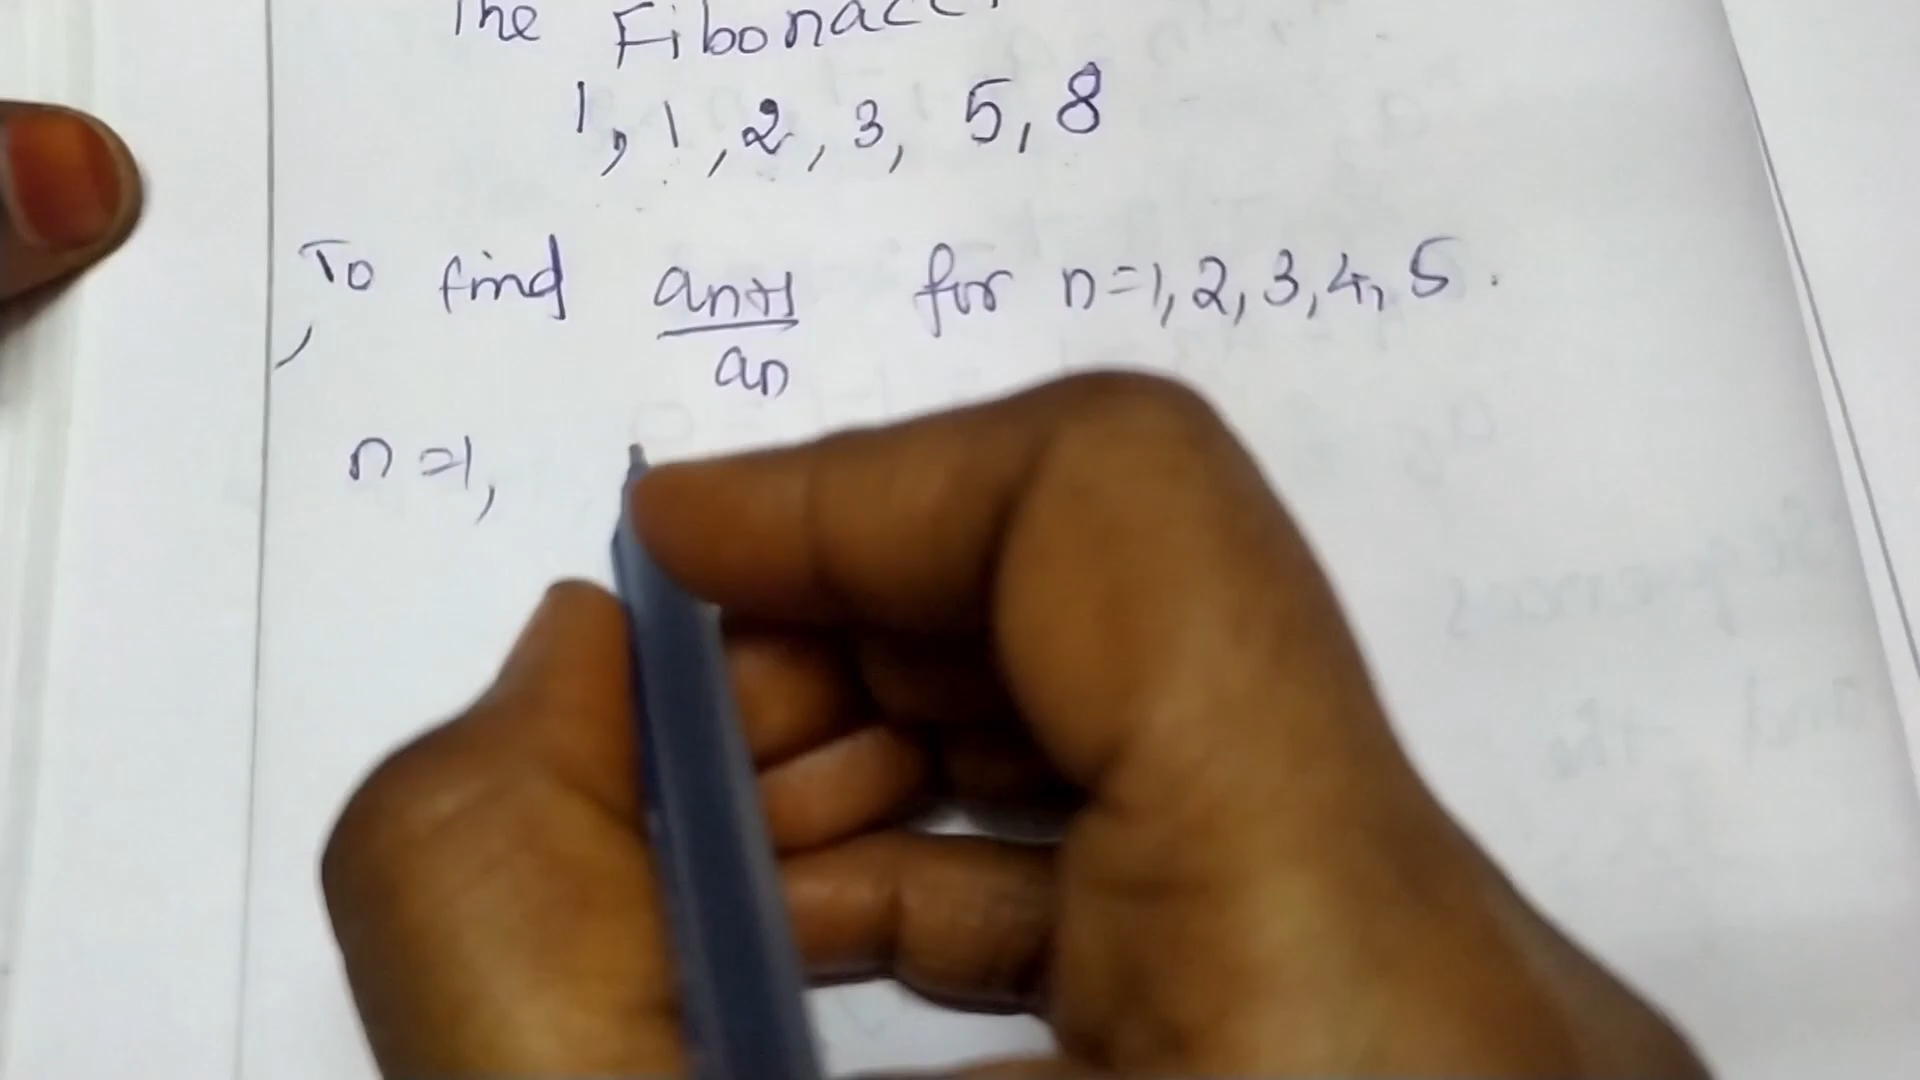 The Fibonacci
1, 1, 2, 3, 5, 8
To find an+1/an for n=1, 2, 3, 4, 5.
n=1,